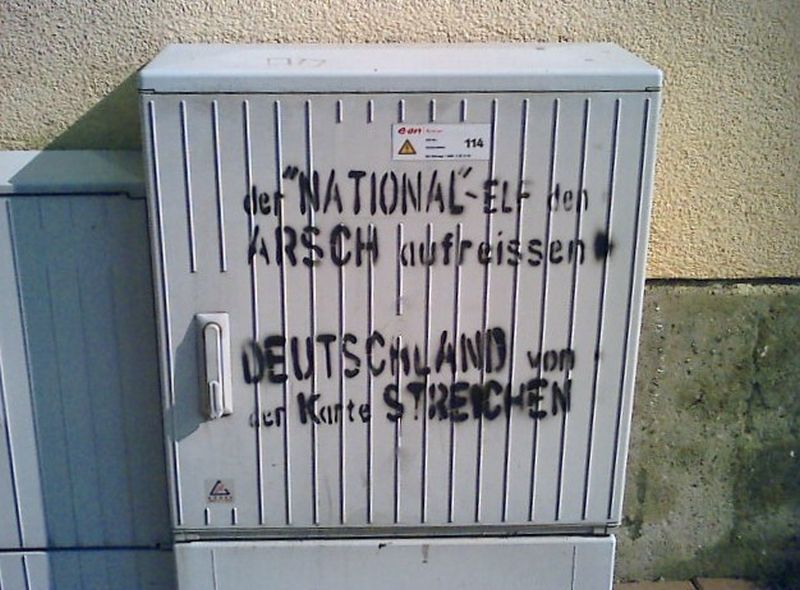 e·on
114
der "NATIONAL"-ELF den
ARSCH aufreissen
DEUTSCHLAND von
der Karte STREICHEN